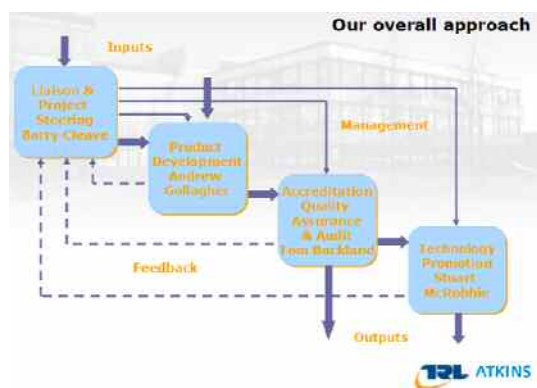 Our overall approach
Inputs
Liaison &
Project
Steering
Barry Cleave
Management
Product
Development
Andrew
Gollagher
Accreditation
Quality
Assurance
& Audit
Tom Buckland
Technology
Promotion
Stuart
McRobbie
Feedback
Outputs
TRL ATKINS